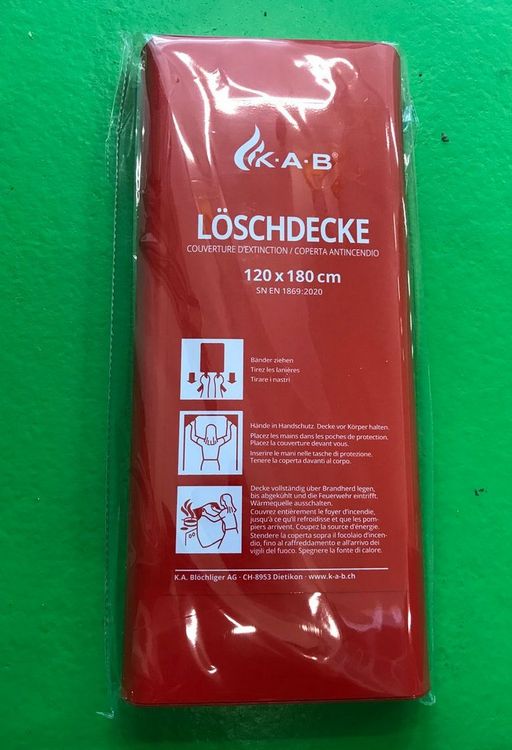 K·A·B®
LÖSCHDECKE
COUVERTURE D'EXTINCTION / COPERTA ANTINCENDIO
120 x 180 cm
SN EN 1869:2020
Bänder ziehen
Tirez les lanières
Tirare i nastri
Hände in Handschutz. Decke vor Körper halten.
Placez les mains dans les poches de protection.
Placez la couverture devant vous.
Inserire le mani nelle tasche di protezione.
Tenere la coperta davanti al corpo.
Decke vollständig über Brandherd legen,
bis abgekühlt und die Feuerwehr eintrifft.
Wärmequelle ausschalten.
Couvrez entièrement le foyer d'incendie,
jusqu'à ce qu'il refroidisse et que les pom-
piers arrivent. Coupez la source d'énergie.
Stendere la coperta sopra il focolaio d'incen-
dio, fino al raffreddamento e all'arrivo dei
vigili del fuoco. Spegnere la fonte di calore.
K.A. Blöchliger AG · CH-8953 Dietikon · www.k-a-b.ch